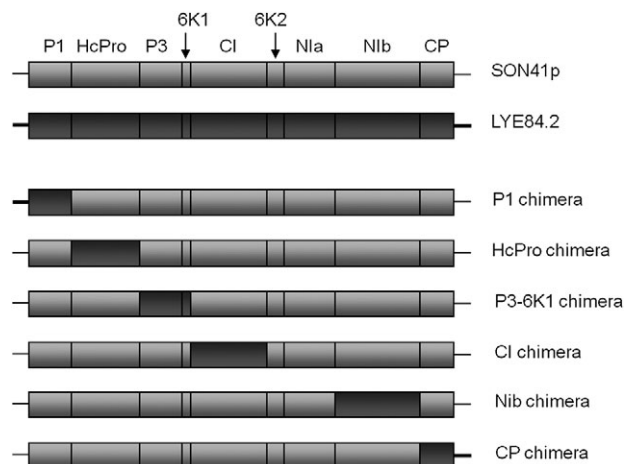 6K1 6K2
P1 HcPro P3 CI NIa NIb CP
SON41p
LYE84.2
P1 chimera
HcPro chimera
P3-6K1 chimera
CI chimera
Nib chimera
CP chimera